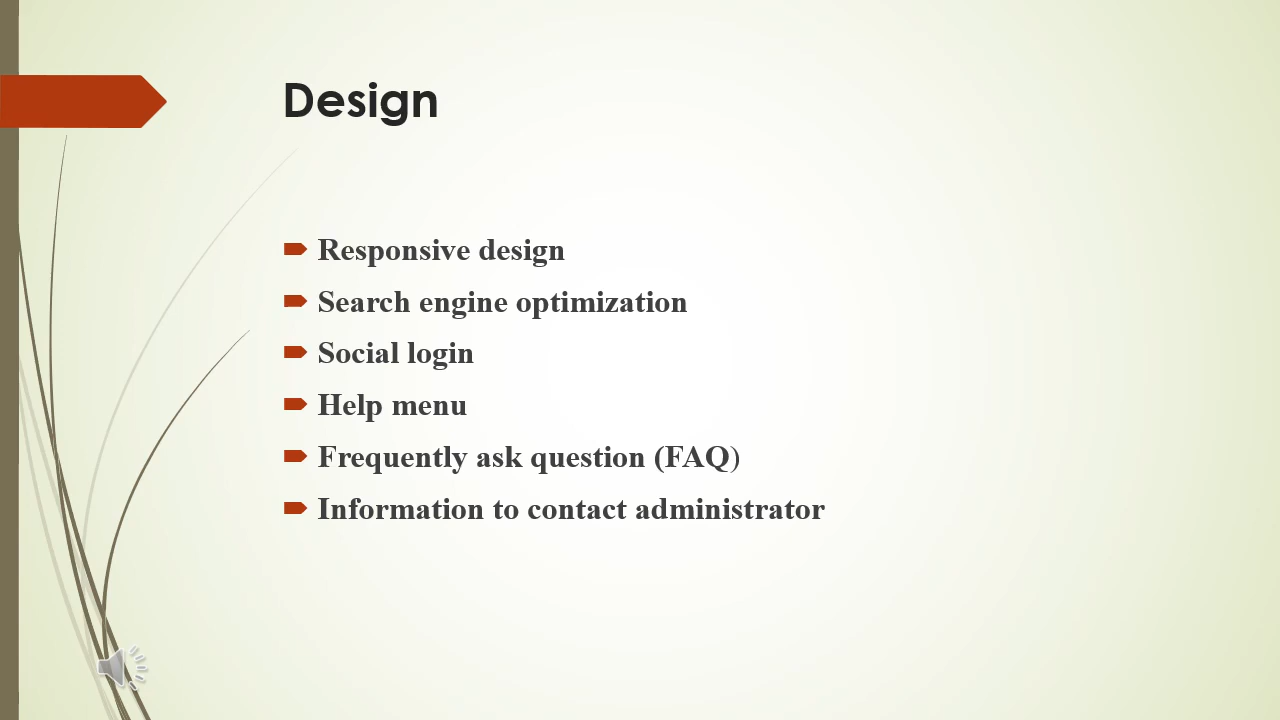 Design
Responsive design
Search engine optimization
Social login
Help menu
Frequently ask question (FAQ)
Information to contact administrator